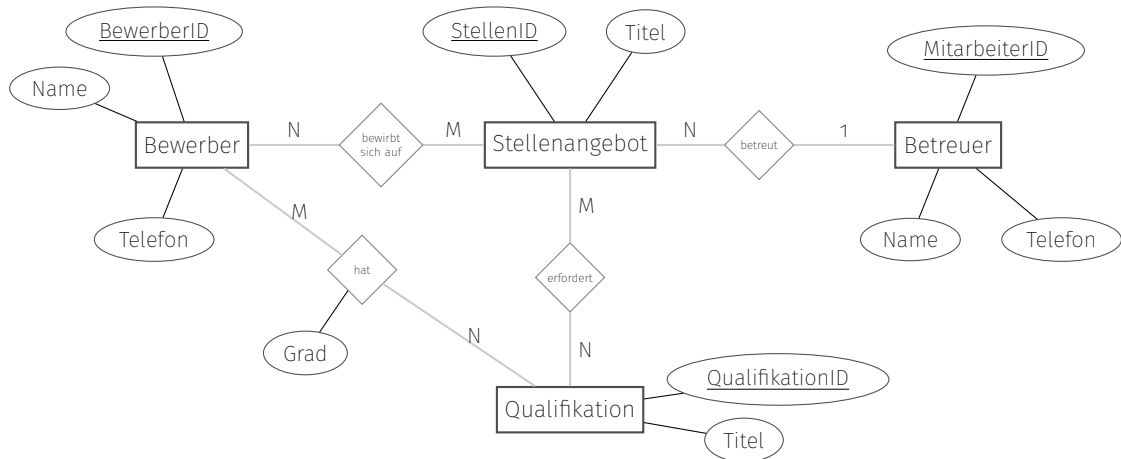 BewerberID
StellenID
Titel
MitarbeiterID
Name
Bewerber
N
bewirbt
sich auf
M
Stellenangebot
N
betreut
1
Betreuer
M
M
Telefon
Name
Telefon
hat
erfordert
Grad
N
N
QualifikationID
Qualifikation
Titel